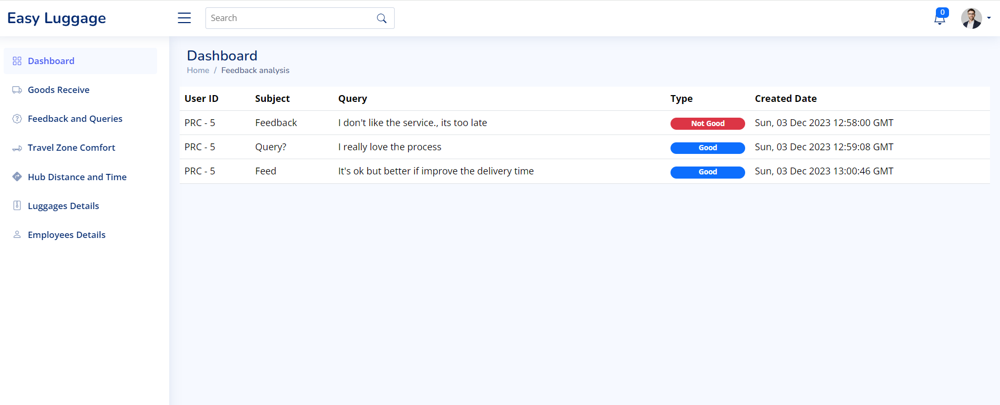 Easy Luggage
Search
0
Dashboard
Goods Receive
Feedback and Queries
Travel Zone Comfort
Hub Distance and Time
Luggages Details
Employees Details
Dashboard
Home / Feedback analysis
User ID Subject Query Type Created Date
PRC - 5 Feedback I don't like the service., its too late Not Good Sun, 03 Dec 2023 12:58:00 GMT
PRC - 5 Query? I really love the process Good Sun, 03 Dec 2023 12:59:08 GMT
PRC - 5 Feed It's ok but better if improve the delivery time Good Sun, 03 Dec 2023 13:00:46 GMT